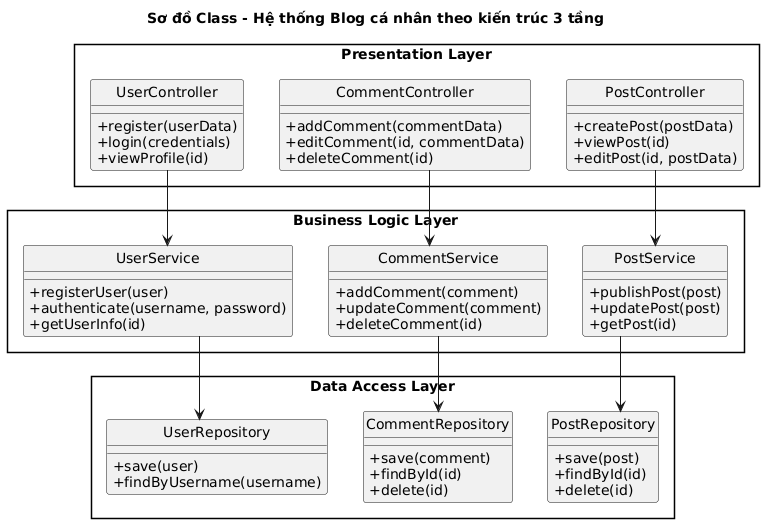 Sơ đồ Class - Hệ thống Blog cá nhân theo kiến trúc 3 tầng
Presentation Layer
UserController
+register(userData)
+login(credentials)
+viewProfile(id)
CommentController
+addComment(commentData)
+editComment(id, commentData)
+deleteComment(id)
PostController
+createPost(postData)
+viewPost(id)
+editPost(id, postData)
Business Logic Layer
UserService
+registerUser(user)
+authenticate(username, password)
+getUserInfo(id)
CommentService
+addComment(comment)
+updateComment(comment)
+deleteComment(id)
PostService
+publishPost(post)
+updatePost(post)
+getPost(id)
Data Access Layer
UserRepository
+save(user)
+findByUsername(username)
CommentRepository
+save(comment)
+findById(id)
+delete(id)
PostRepository
+save(post)
+findById(id)
+delete(id)